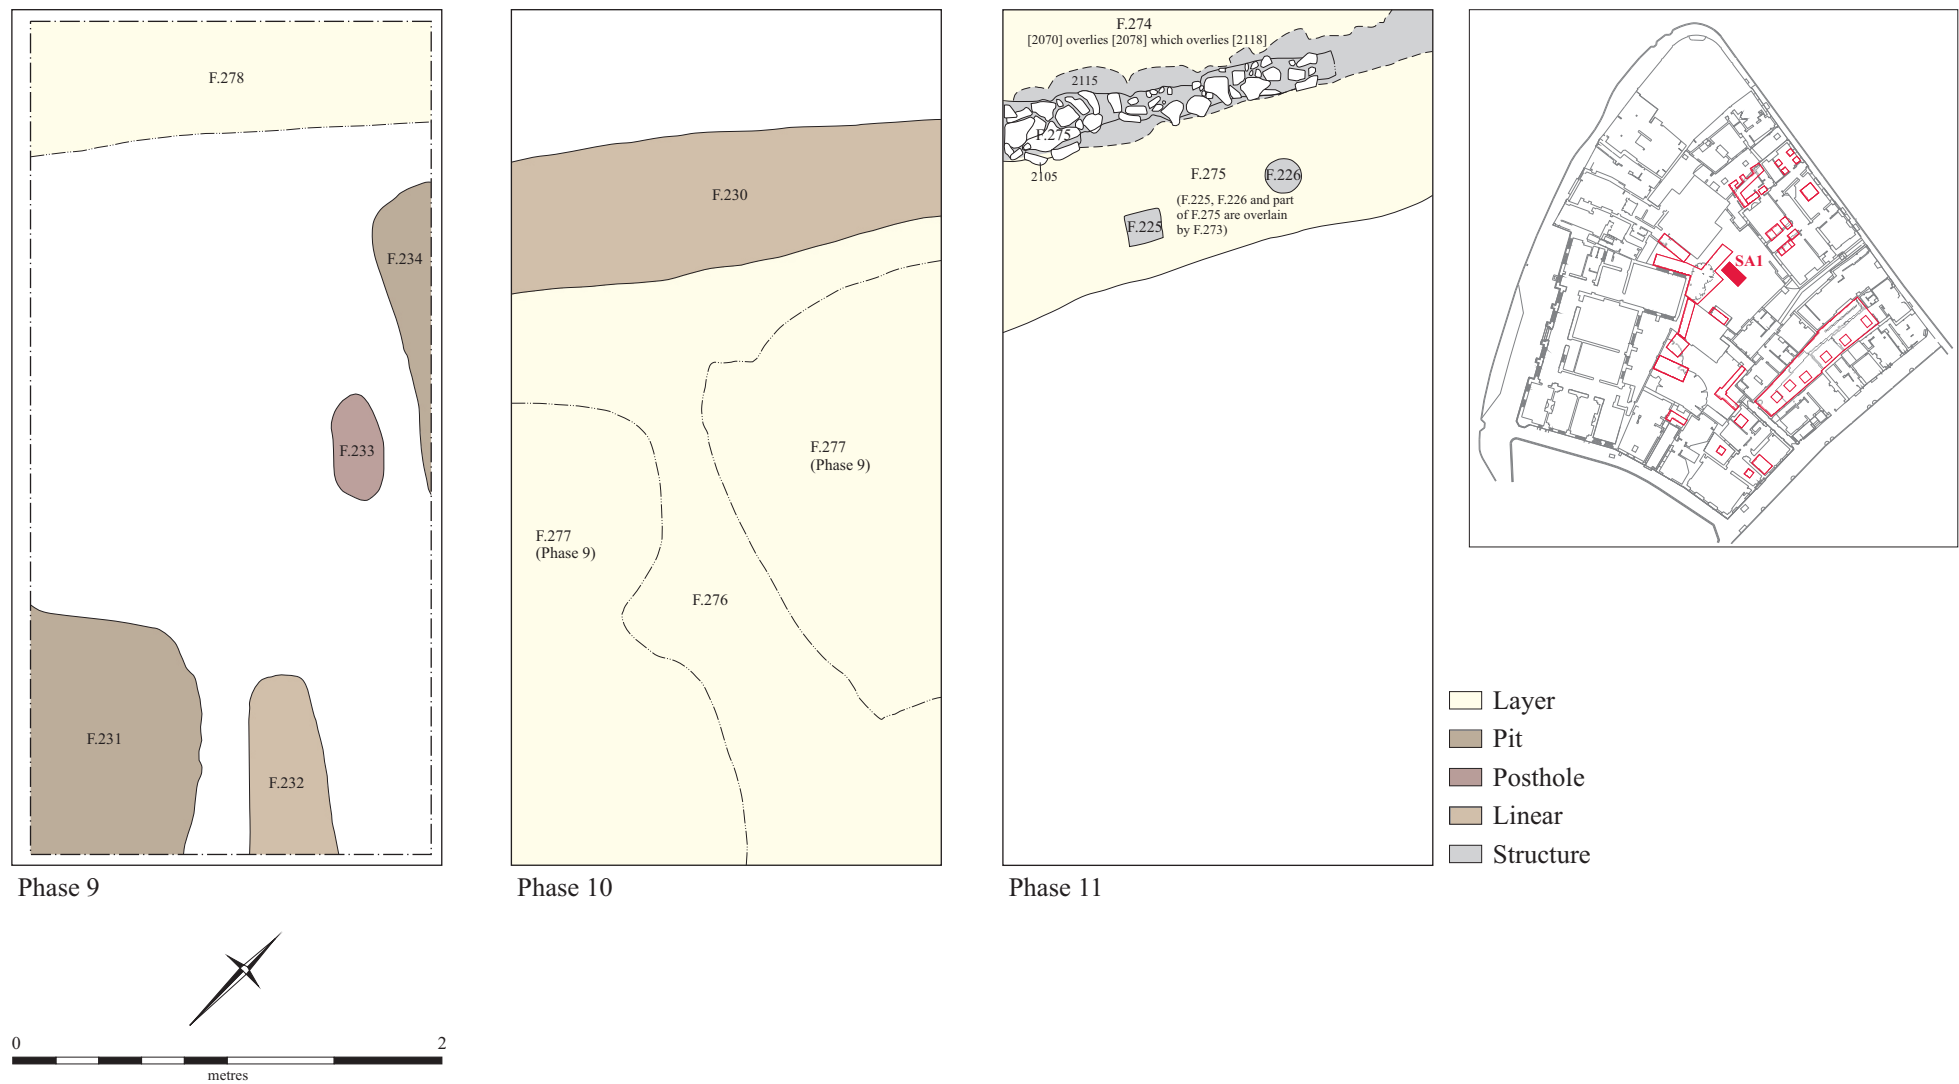 F.278
F.234
F.233
F.231
F.232
Phase 9
F.230
F.277
(Phase 9)
F.277
(Phase 9)
F.276
Phase 10
F.274
[2070] overlies [2078] which overlies [2118]
2115
F.275
2105
F.275
F.226
(F.225, F.226 and part
of F.275 are overlain
by F.273)
F.225
Phase 11
SA1
Layer
Pit
Posthole
Linear
Structure
0
2
metres